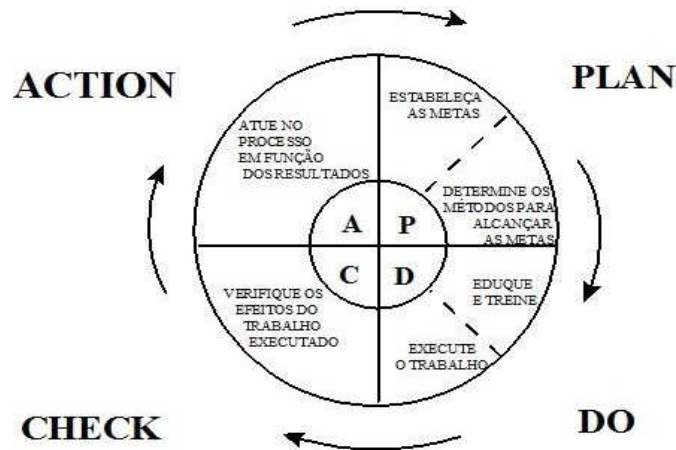 ACTION
PLAN
ESTABELEÇA
AS METAS
ATUE NO
PROCESSO
EM FUNÇÃO
DOS RESULTADOS
DETERMINE OS
MÉTODOS PARA
ALCANÇAR
AS METAS
A
P
C
D
VERIFIQUE OS
EFEITOS DO
TRABALHO
EXECUTADO
EDUQUE
E TREINE
EXECUTE
O TRABALHO
CHECK
DO